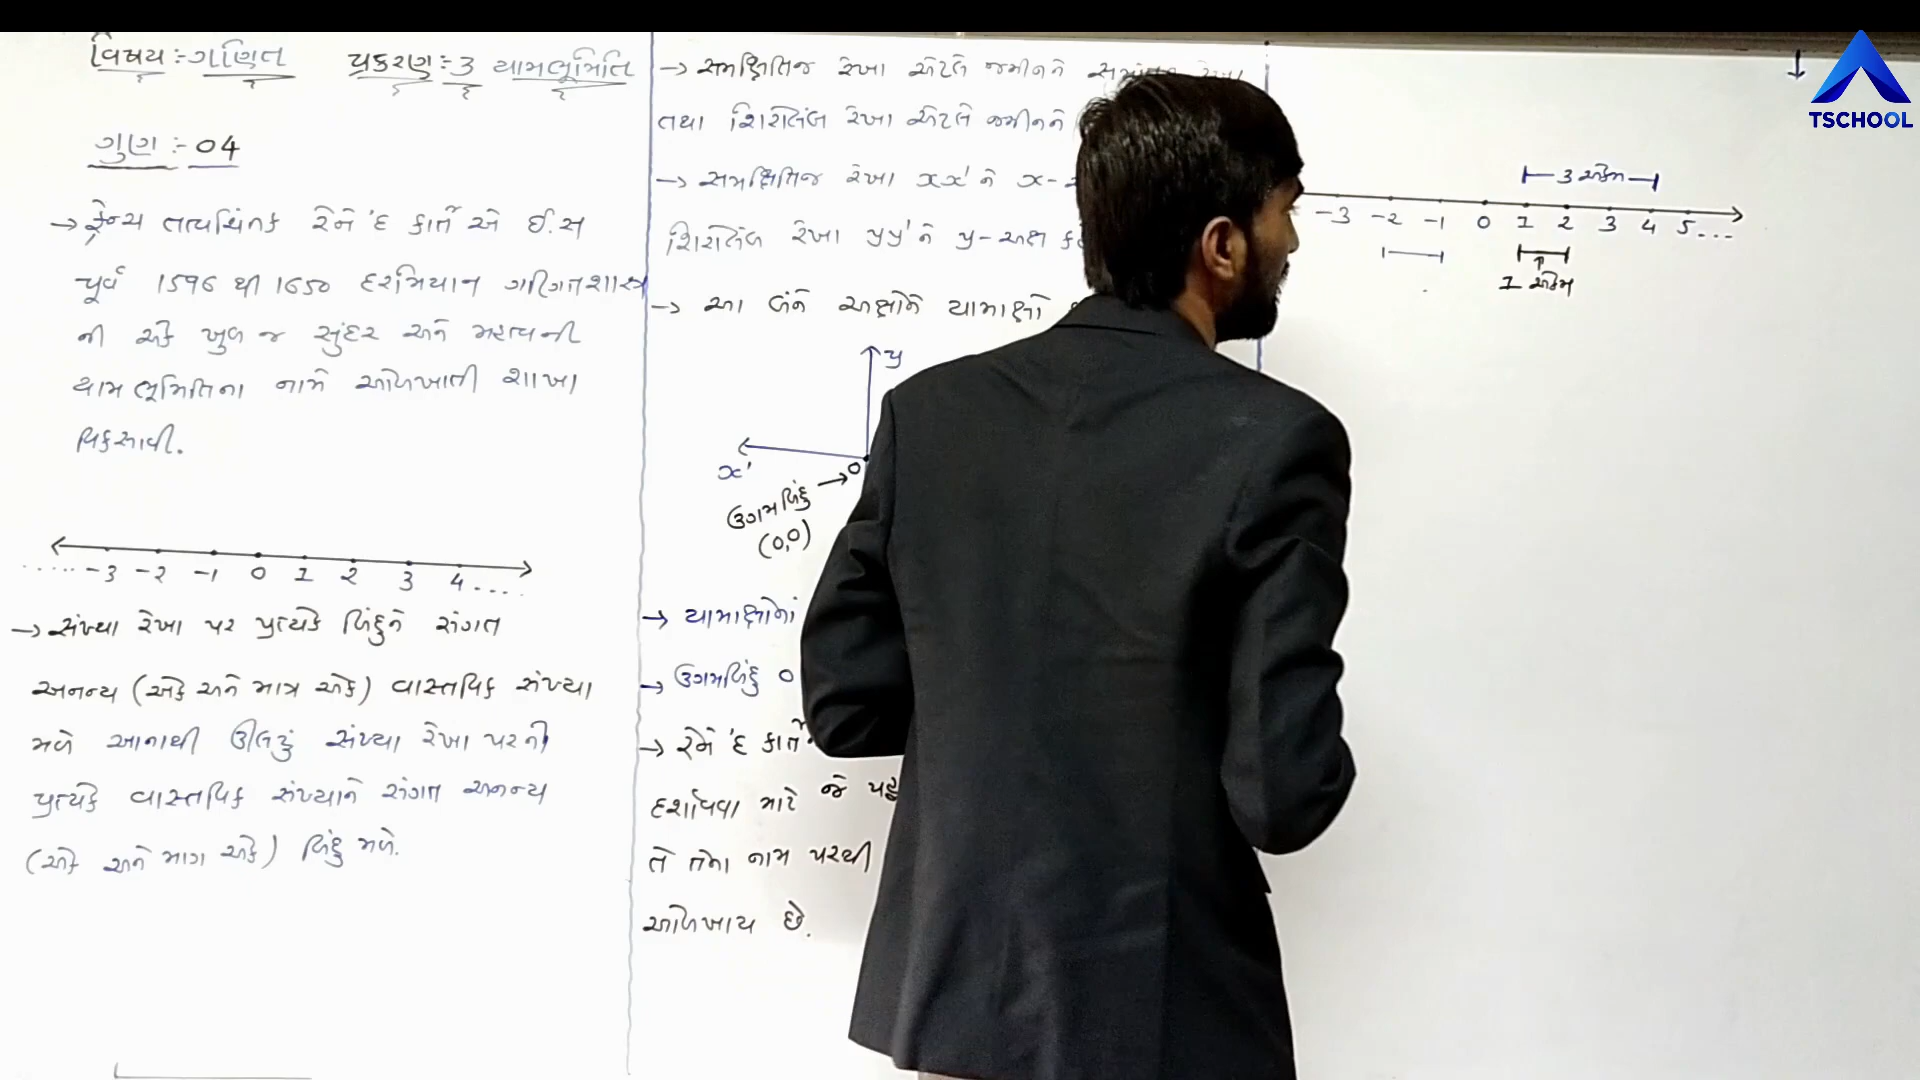 વિષય :- ગણિત પ્રકરણ :- 3 યામભૂમિતિ
ગુણ :- 04
→ ફ્રેન્ચ તત્વચિંતક રેને 'દ કાર્તે એ ઈ.સ
પૂર્વે 1596 થી 1650 દરમિયાન ગણિતશાસ્ત્ર
ની એક ખુબ જ સુંદર અને મહત્વની
યામ ભૂમિતિના નામે ઓળખાતી શાખા
વિકસાવી.
..... -3 -2 -1 0 1 2 3 4 ....
→ સંખ્યા રેખા પર પ્રત્યેક બિંદુને સંગત
અનન્ય (એક અને માત્ર એક) વાસ્તવિક સંખ્યા
મળે આનાથી ઊલટું સંખ્યા રેખા પરની
પ્રત્યેક વાસ્તવિક સંખ્યાને સંગત અનન્ય
(એક અને માત્ર એક) બિંદુ મળે.
→ સમક્ષિતિજ રેખા એટલે જમીનને સમાંતર રેખા
તથા શિરોલંબ રેખા એટલે જમીનને
→ સમક્ષિતિજ રેખા xx' ને x-
શિરોલંબ રેખા yy' ને y-અક્ષ
→ આ બંને અક્ષોને યામાક્ષો
y
x'
0
ઉગમબિંદુ →
(0,0)
→ યામાક્ષોનાં
→ ઉગમબિંદુ 0
→ રેને 'દ કાર્તે
દર્શાવવા માટે જે
તે તેના નામ પરથી
ઓળખાય છે.
3 એકમ
-3 -2 -1 0 1 2 3 4 5...
1 એકમ
TSCHOOL